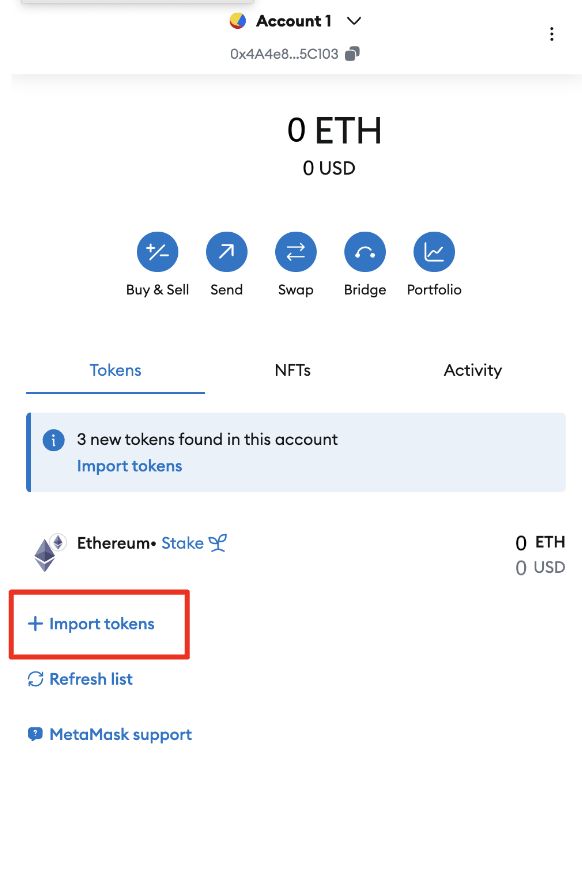 Account 1
0x4A4e8...5C103
0 ETH
0 USD
Buy & Sell Send Swap Bridge Portfolio
Tokens NFTs Activity
3 new tokens found in this account
Import tokens
Ethereum• Stake 0 ETH
0 USD
+ Import tokens
Refresh list
MetaMask support